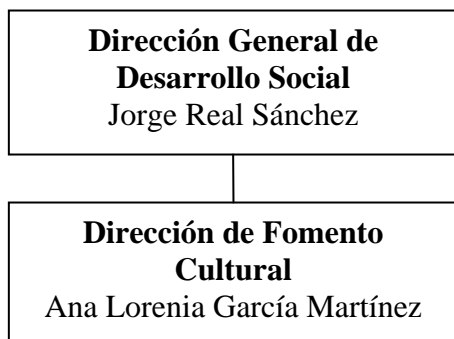 Dirección General de
Desarrollo Social
Jorge Real Sánchez
Dirección de Fomento
Cultural
Ana Lorenia García Martínez